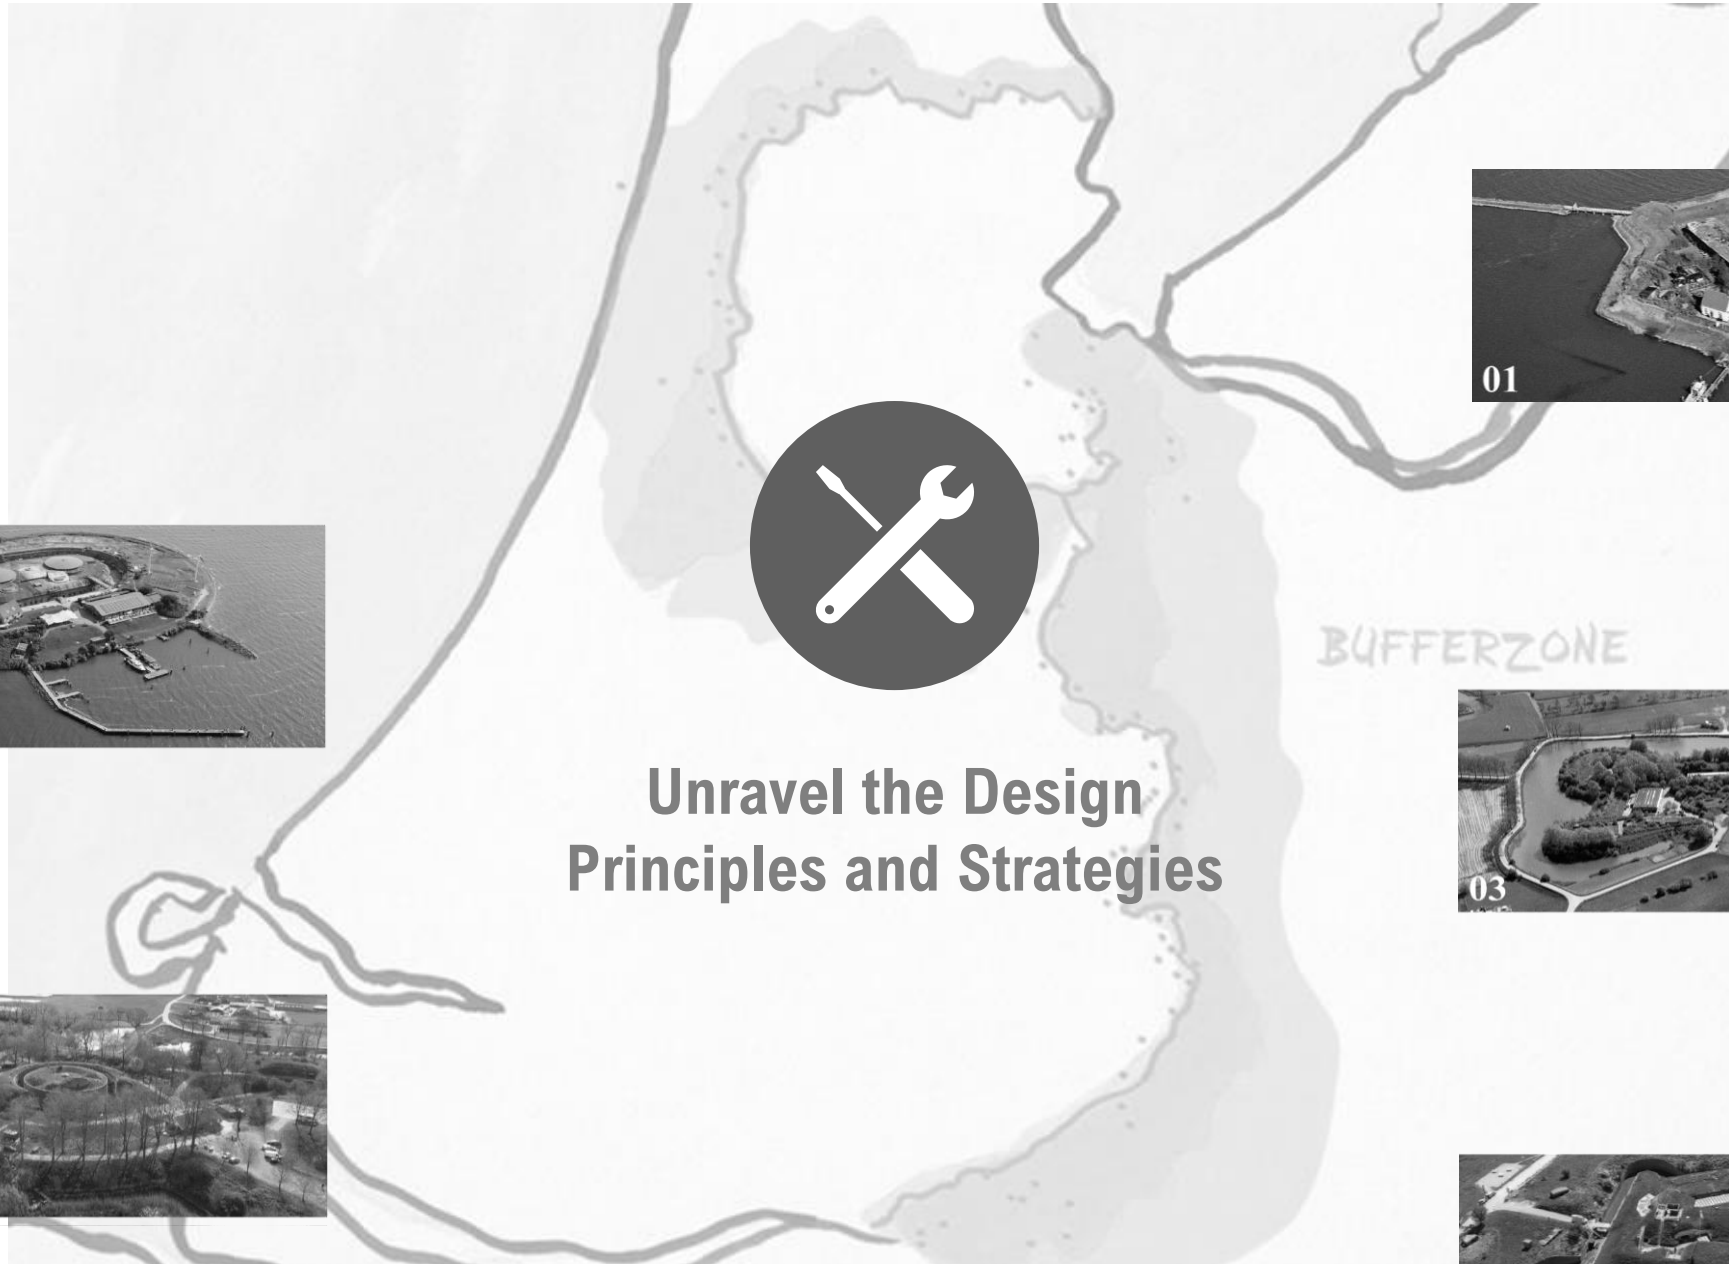 01
BUFFERZONE
Unravel the Design
Principles and Strategies
03